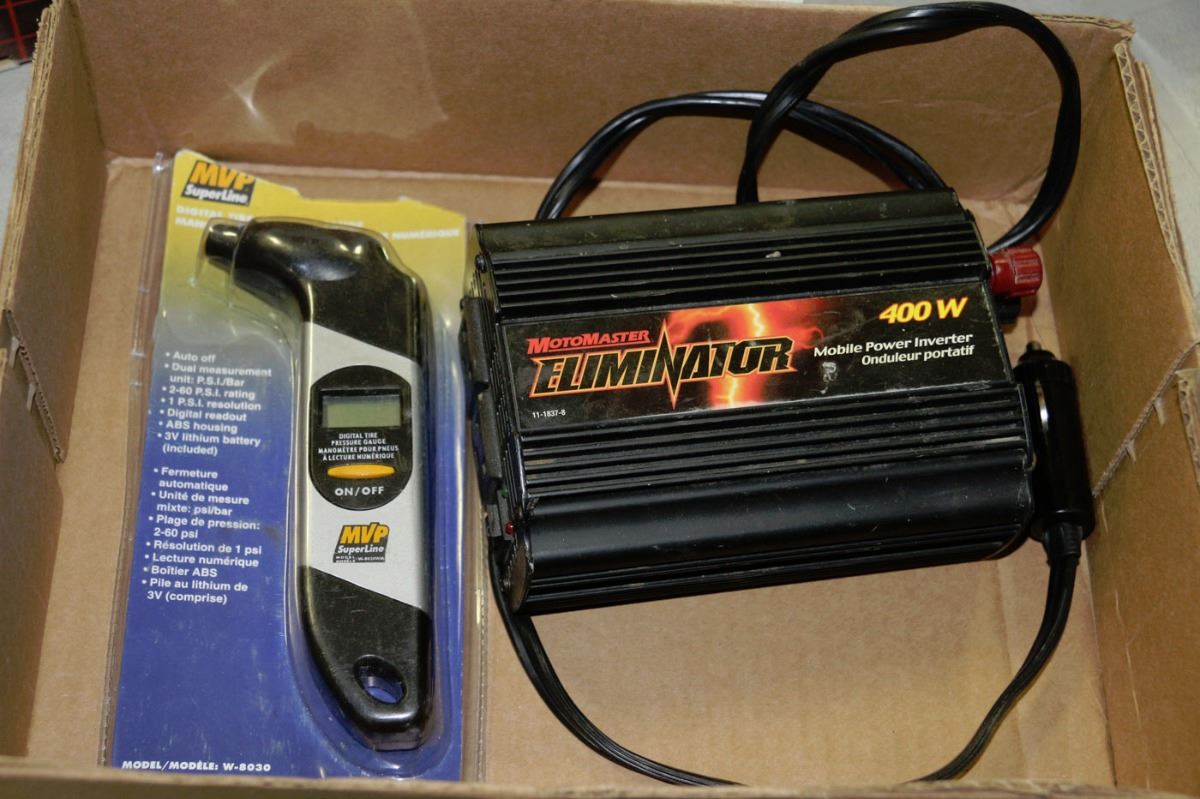 MVP
SuperLine
DIGITAL TIRE
NUMÉRIQUE
• Auto off
• Dual measurement
unit: P.S.I./Bar
• 2-60 P.S.I. rating
• 1 P.S.I. resolution
• Digital readout
• ABS housing
• 3V lithium battery
(included)
• Fermeture
automatique
• Unité de mesure
mixte: psi/bar
• Plage de pression:
2-60 psi
• Résolution de 1 psi
• Lecture numérique
• Boîtier ABS
• Pile au lithium de
3V (comprise)
MODEL/MODÈLE: W-8030
DIGITAL TIRE
PRESSURE GAUGE
MANOMÈTRE POUR PNEUS
À LECTURE NUMÉRIQUE
ON/OFF
MVP
SuperLine
MOTOMASTER
ELIMINATOR
11-1837-8
400 W
Mobile Power Inverter
Onduleur portatif